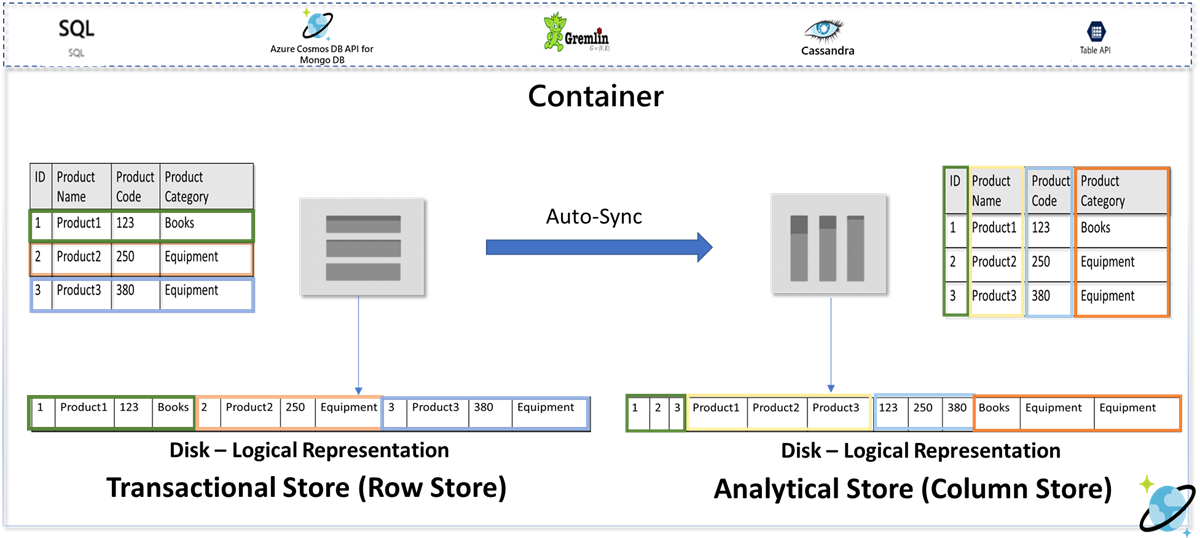 SQL
SQL
Azure Cosmos DB API for
Mongo DB
Gremlin
G = (V, E)
Cassandra
Table API
Container
ID Product Name Product Code Product Category
1 Product1 123 Books
2 Product2 250 Equipment
3 Product3 380 Equipment
Auto-Sync
ID Product Name Product Code Product Category
1 Product1 123 Books
2 Product2 250 Equipment
3 Product3 380 Equipment
1 Product1 123 Books 2 Product2 250 Equipment 3 Product3 380 Equipment
Disk – Logical Representation
Transactional Store (Row Store)
1 2 3 Product1 Product2 Product3 123 250 380 Books Equipment Equipment
Disk – Logical Representation
Analytical Store (Column Store)